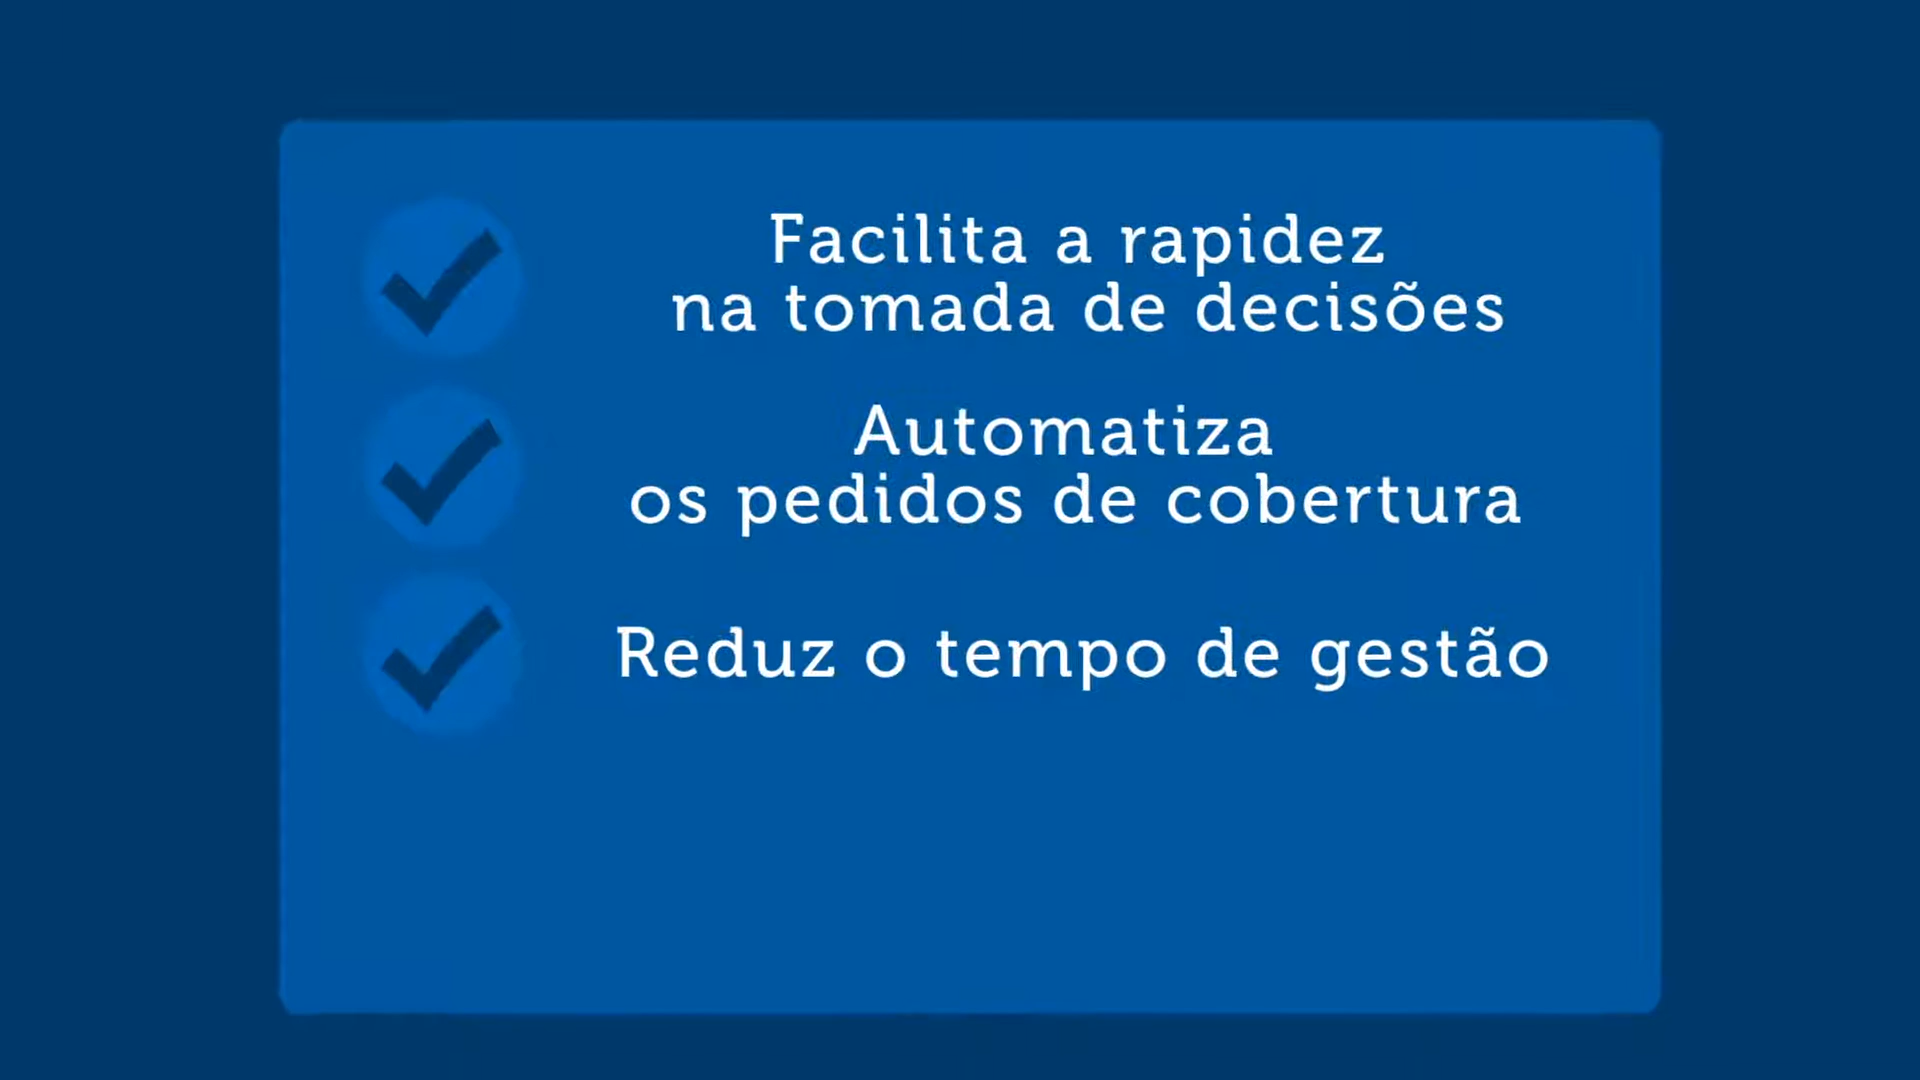 Facilita a rapidez
na tomada de decisões
Automatiza
os pedidos de cobertura
Reduz o tempo de gestão